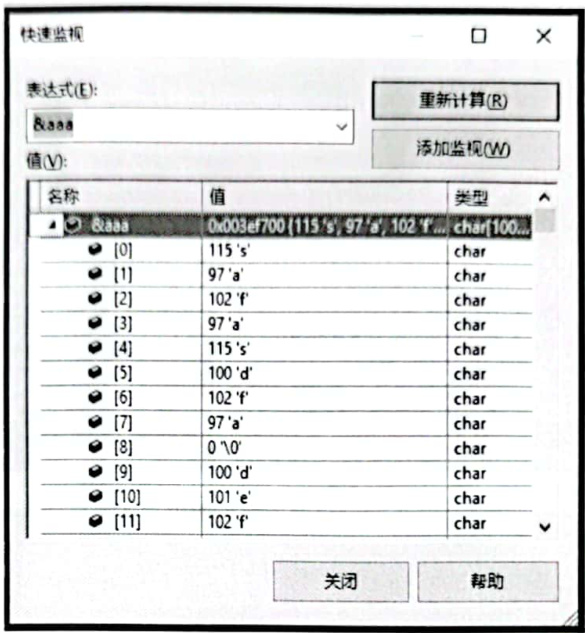 快速监视
表达式(E):
重新计算(R)
&aaa
添加监视(W)
值(V):
名称 值 类型
&aaa 0x003ef700 {115 's', 97 'a', 102 'f'... char[100...
[0] 115 's' char
[1] 97 'a' char
[2] 102 'f' char
[3] 97 'a' char
[4] 115 's' char
[5] 100 'd' char
[6] 102 'f' char
[7] 97 'a' char
[8] 0 '\0' char
[9] 100 'd' char
[10] 101 'e' char
[11] 102 'f' char
关闭 帮助